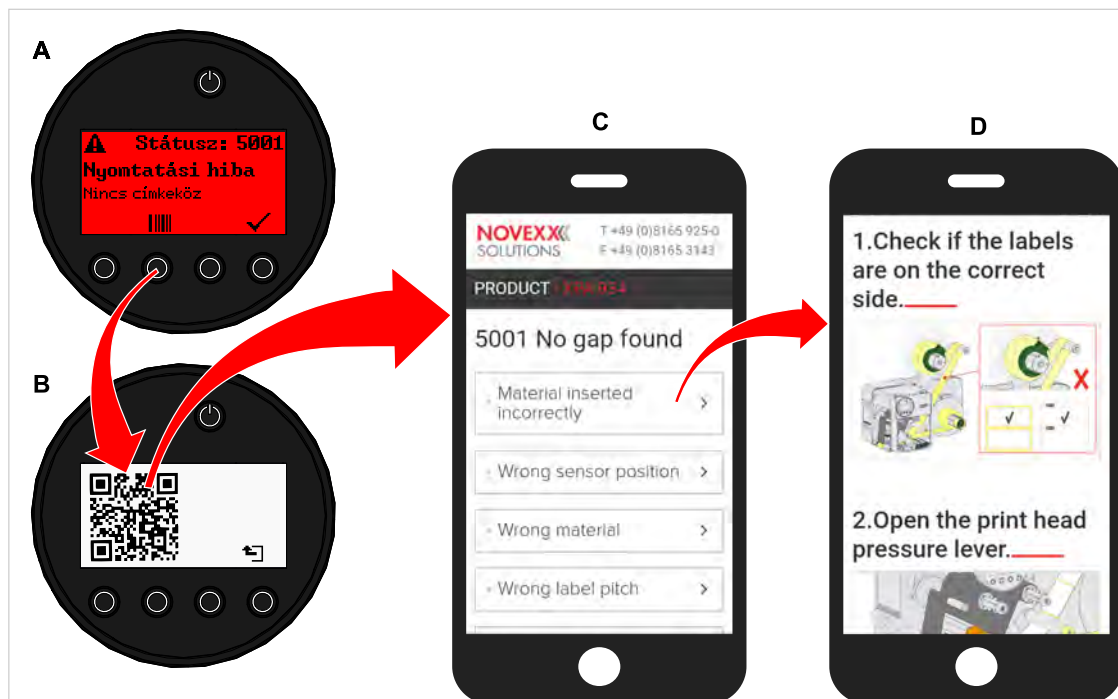 A
Státusz: 5001
Nyomtatási hiba
Nincs címkeköz
B
C
NOVEXX
SOLUTIONS
T +49 (0)8165 925-0
F +49 (0)8165 3143
PRODUCT
5001 No gap found
Material inserted
incorrectly
Wrong sensor position
Wrong material
Wrong label pitch
D
1.Check if the labels
are on the correct
side.
X
2.Open the print head
pressure lever.